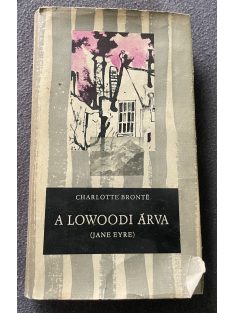 CHARLOTTE BRONTË
A LOWOODI ÁRVA
(JANE EYRE)